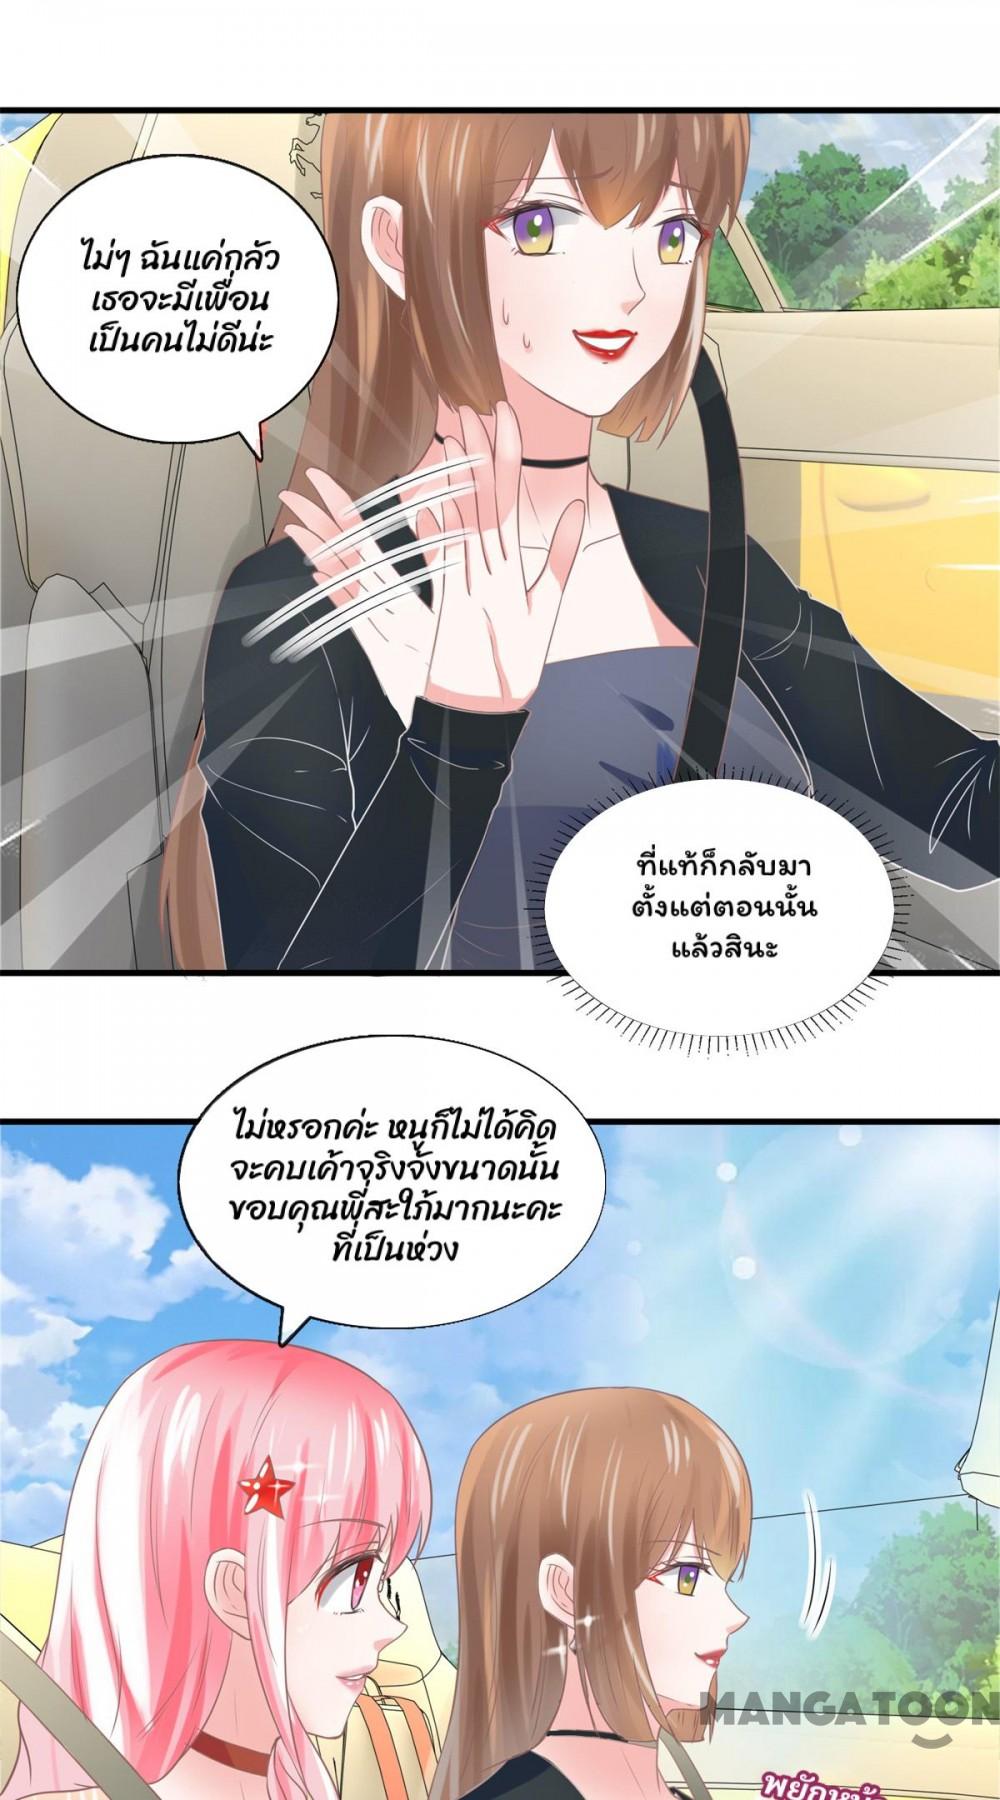 ไม่ๆ ฉันแค่กลัว
เธอจะมีเพื่อน
เป็นคนไม่ดีน่ะ
ที่แท้ก็กลับมา
ตั้งแต่ตอนนั้น
แล้วสินะ
ไม่หรอกค่ะ หนูก็ไม่ได้คิด
จะคบเค้าจริงจังขนาดนั้น
ขอบคุณพี่สะใภ้มากนะคะ
ที่เป็นห่วง
MANGATOON